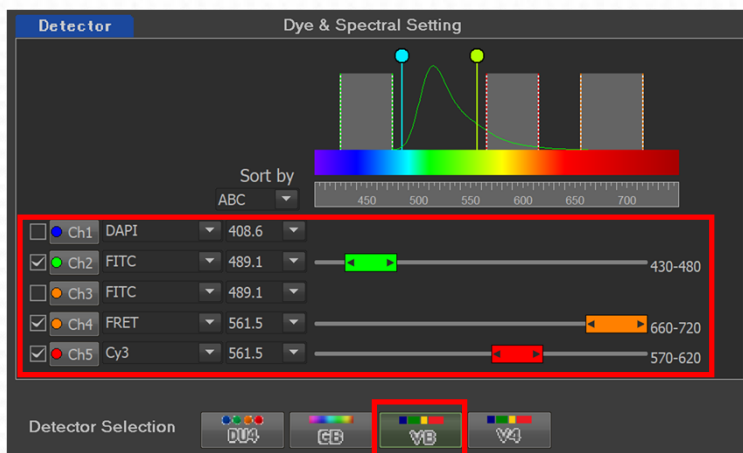 Detector
Dye & Spectral Setting
Sort by
ABC
450 500 550 600 650 700
Ch1 DAPI 408.6
Ch2 FITC 489.1 430-480
Ch3 FITC 489.1
Ch4 FRET 561.5 660-720
Ch5 Cy3 561.5 570-620
Detector Selection DU4 GB VB V4